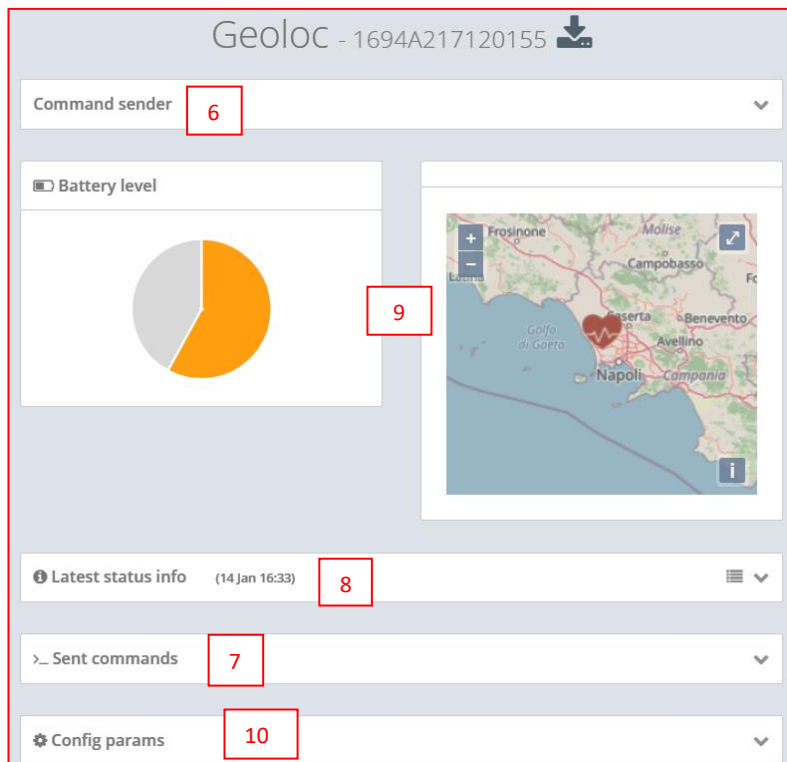 Geoloc - 1694A217120155
Command sender
6
Battery level
9
+
-
Frosinone
Molise
Campobasso
Latina
Fo
Caserta
Benevento
Golfo
di Gaeta
Avellino
Napoli
Campania
i
Latest status info (14 Jan 16:33)
8
>_ Sent commands
7
Config params
10